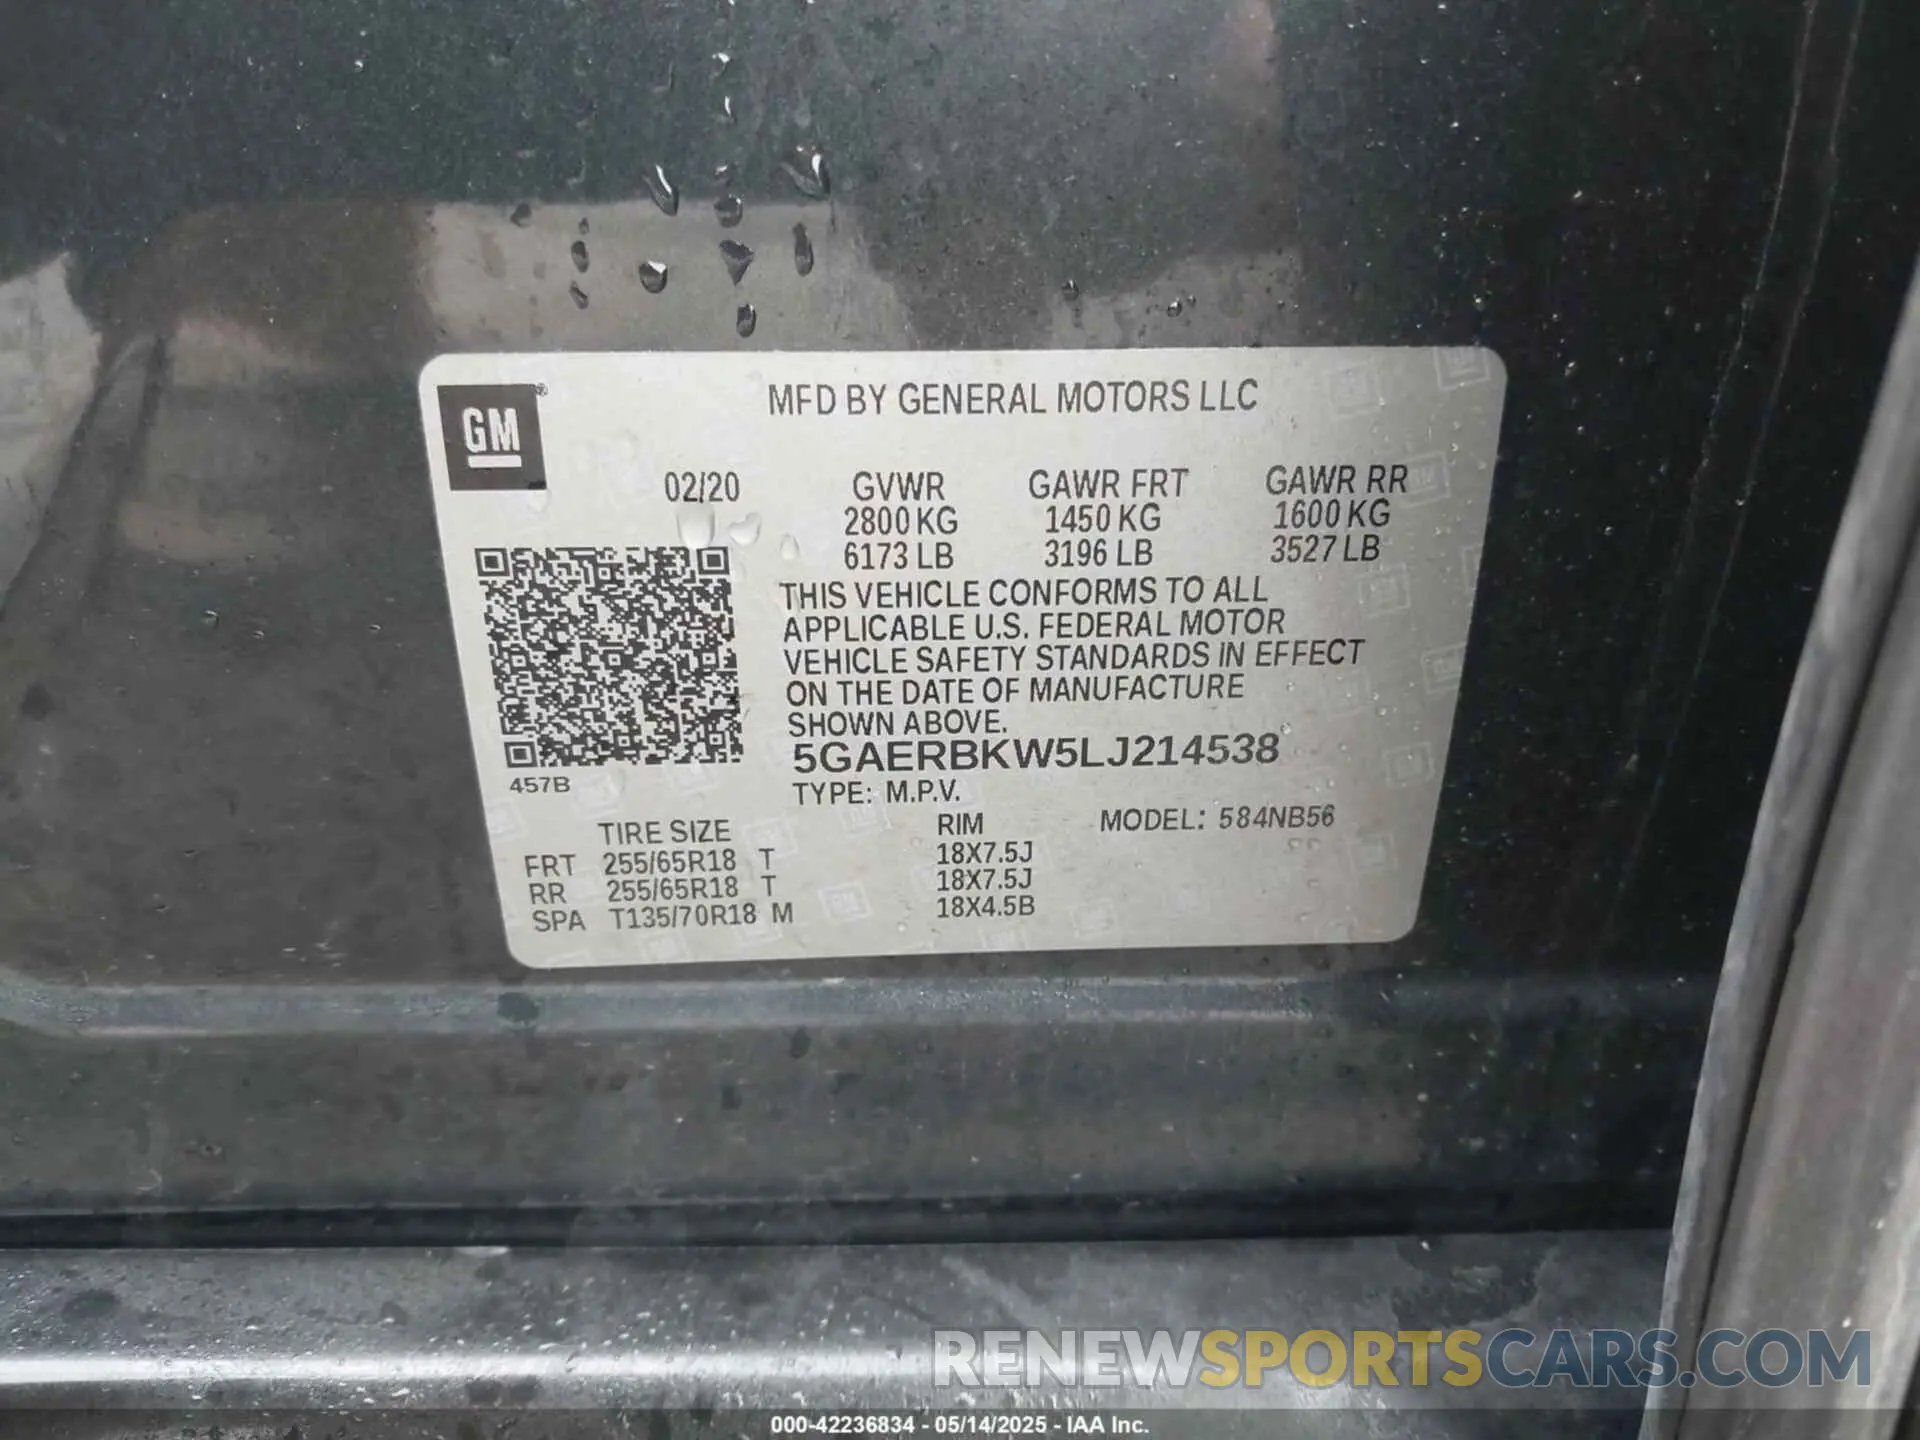 GM®
MFD BY GENERAL MOTORS LLC
02/20 GVWR GAWR FRT GAWR RR
2800 KG 1450 KG 1600 KG
6173 LB 3196 LB 3527 LB
THIS VEHICLE CONFORMS TO ALL
APPLICABLE U.S. FEDERAL MOTOR
VEHICLE SAFETY STANDARDS IN EFFECT
ON THE DATE OF MANUFACTURE
SHOWN ABOVE.
5GAERBKW5LJ214538
457B
TYPE: M.P.V.
TIRE SIZE RIM MODEL: 584NB56
FRT 255/65R18 T 18X7.5J
RR 255/65R18 T 18X7.5J
SPA T135/70R18 M 18X4.5B
RENEWSPORTSCARS.COM
000-42236834 - 05/14/2025 - IAA Inc.